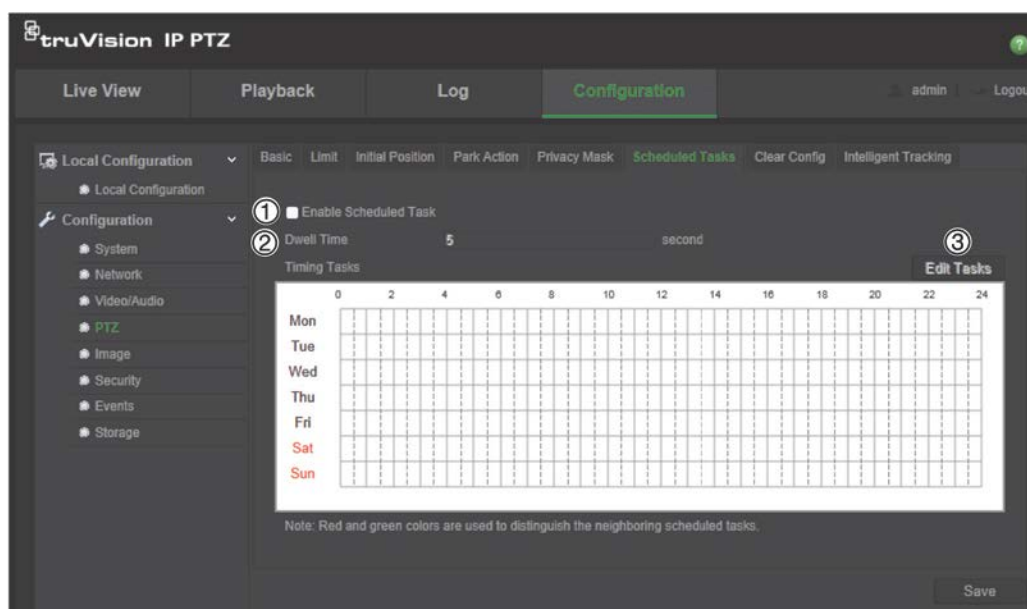 truVision IP PTZ
?
Live View Playback Log Configuration admin Logou
Local Configuration Basic Limit Initial Position Park Action Privacy Mask Scheduled Tasks Clear Config Intelligent Tracking
Local Configuration
① Enable Scheduled Task
Configuration
② Dwell Time 5 second
System
③
Network
Timing Tasks Edit Tasks
Video/Audio
PTZ
Image
Security
Events
Storage
0 2 4 6 8 10 12 14 16 18 20 22 24
Mon
Tue
Wed
Thu
Fri
Sat
Sun
Note: Red and green colors are used to distinguish the neighboring scheduled tasks.
Save